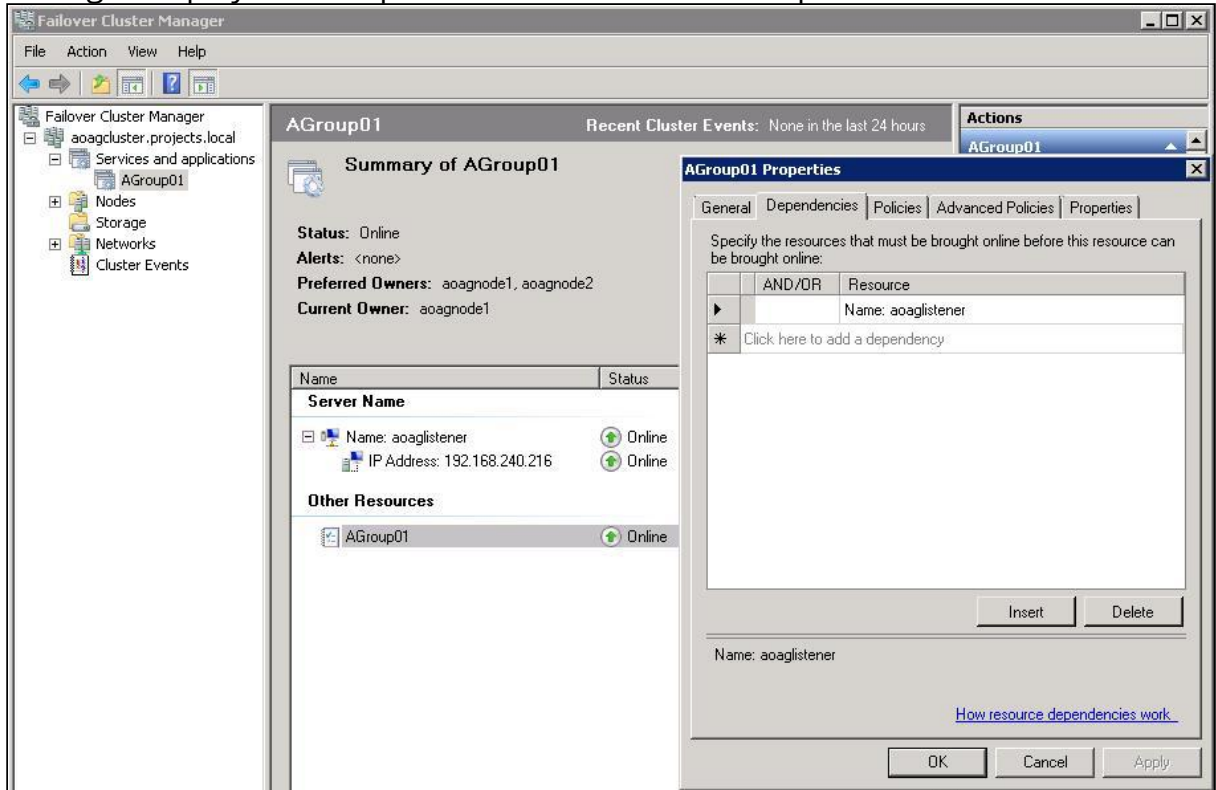 Failover Cluster Manager
File Action View Help
Failover Cluster Manager
aoagcluster.projects.local
Services and applications
AGroup01
Nodes
Storage
Networks
Cluster Events
AGroup01 Recent Cluster Events: None in the last 24 hours
Summary of AGroup01
Status: Online
Alerts: <none>
Preferred Owners: aoagnode1, aoagnode2
Current Owner: aoagnode1
Name Status
Server Name
Name: aoaglistener Online
IP Address: 192.168.240.216 Online
Other Resources
AGroup01 Online
Actions
AGroup01
AGroup01 Properties
General Dependencies Policies Advanced Policies Properties
Specify the resources that must be brought online before this resource can
be brought online:
AND/OR Resource
Name: aoaglistener
Click here to add a dependency
Insert Delete
Name: aoaglistener
How resource dependencies work
OK Cancel Apply